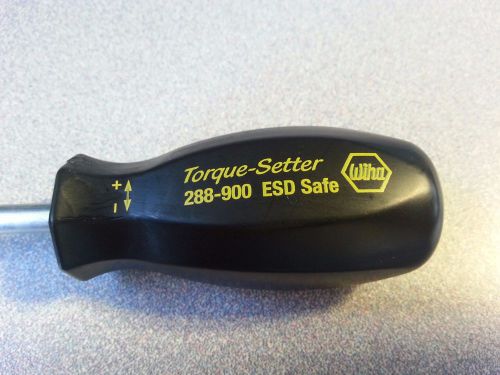 Torque-Setter
288-900 ESD Safe
Wiha
+
-